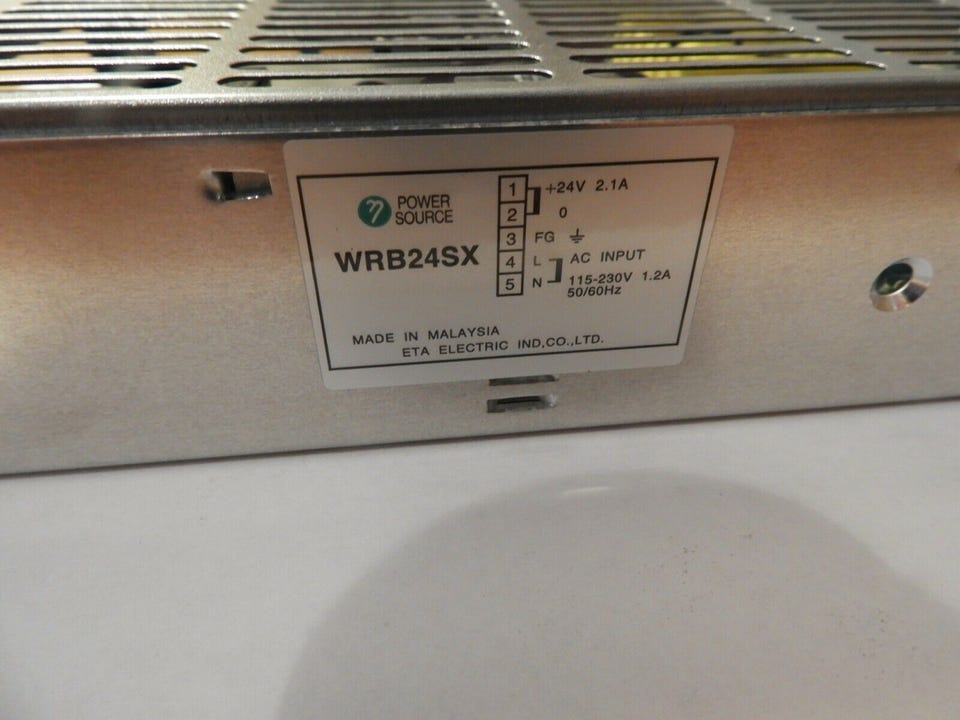 η POWER
SOURCE
WRB24SX
1 +24V 2.1A
2 0
3 FG
4 L AC INPUT
5 N 115-230V 1.2A
50/60Hz
MADE IN MALAYSIA
ETA ELECTRIC IND,CO.,LTD.